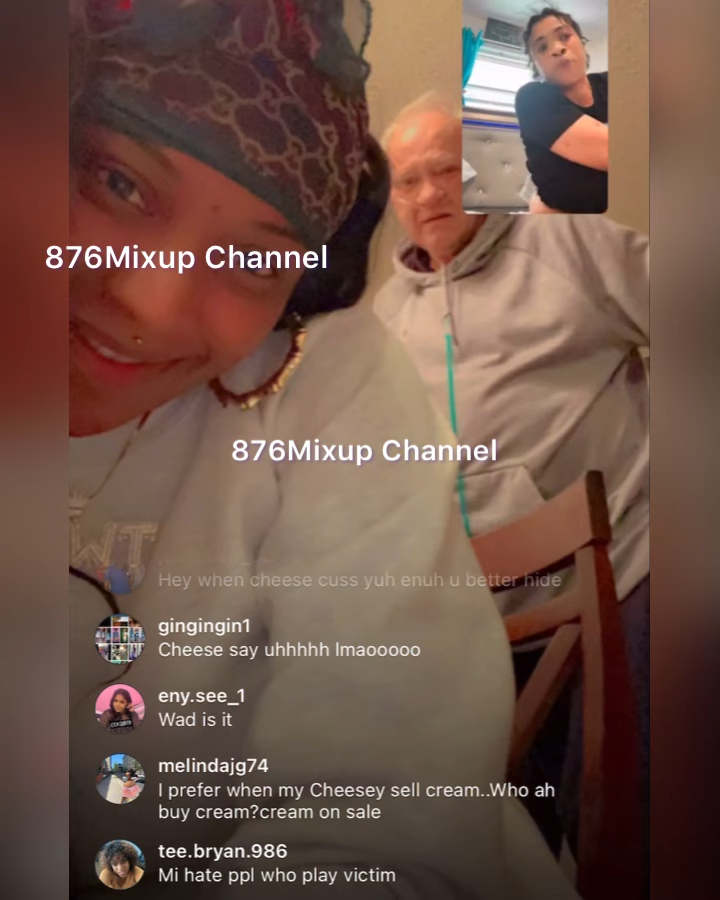 876Mixup Channel
876Mixup Channel
WT
Hey when cheese cuss yuh enuh u better hide
gingingin1
Cheese say uhhhhh lmaooooo
eny.see_1
Wad is it
melindajg74
I prefer when my Cheesey sell cream..Who ah
buy cream?cream on sale
tee.bryan.986
Mi hate ppl who play victim